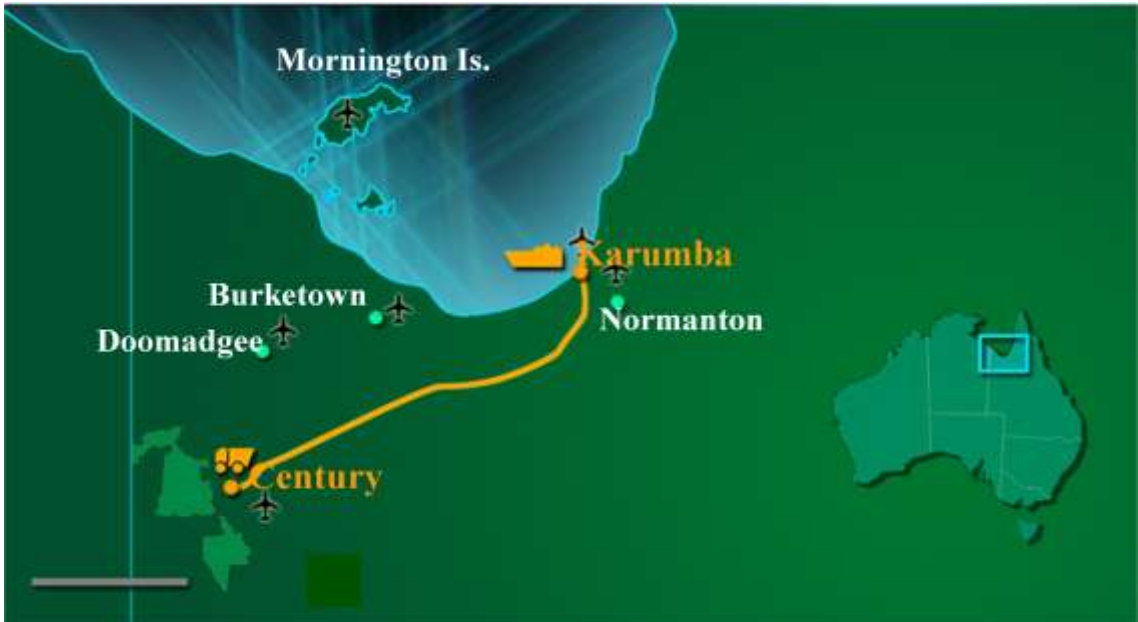 Mornington Is.
Karumba
Burketown
Normanton
Doomadgee
Century